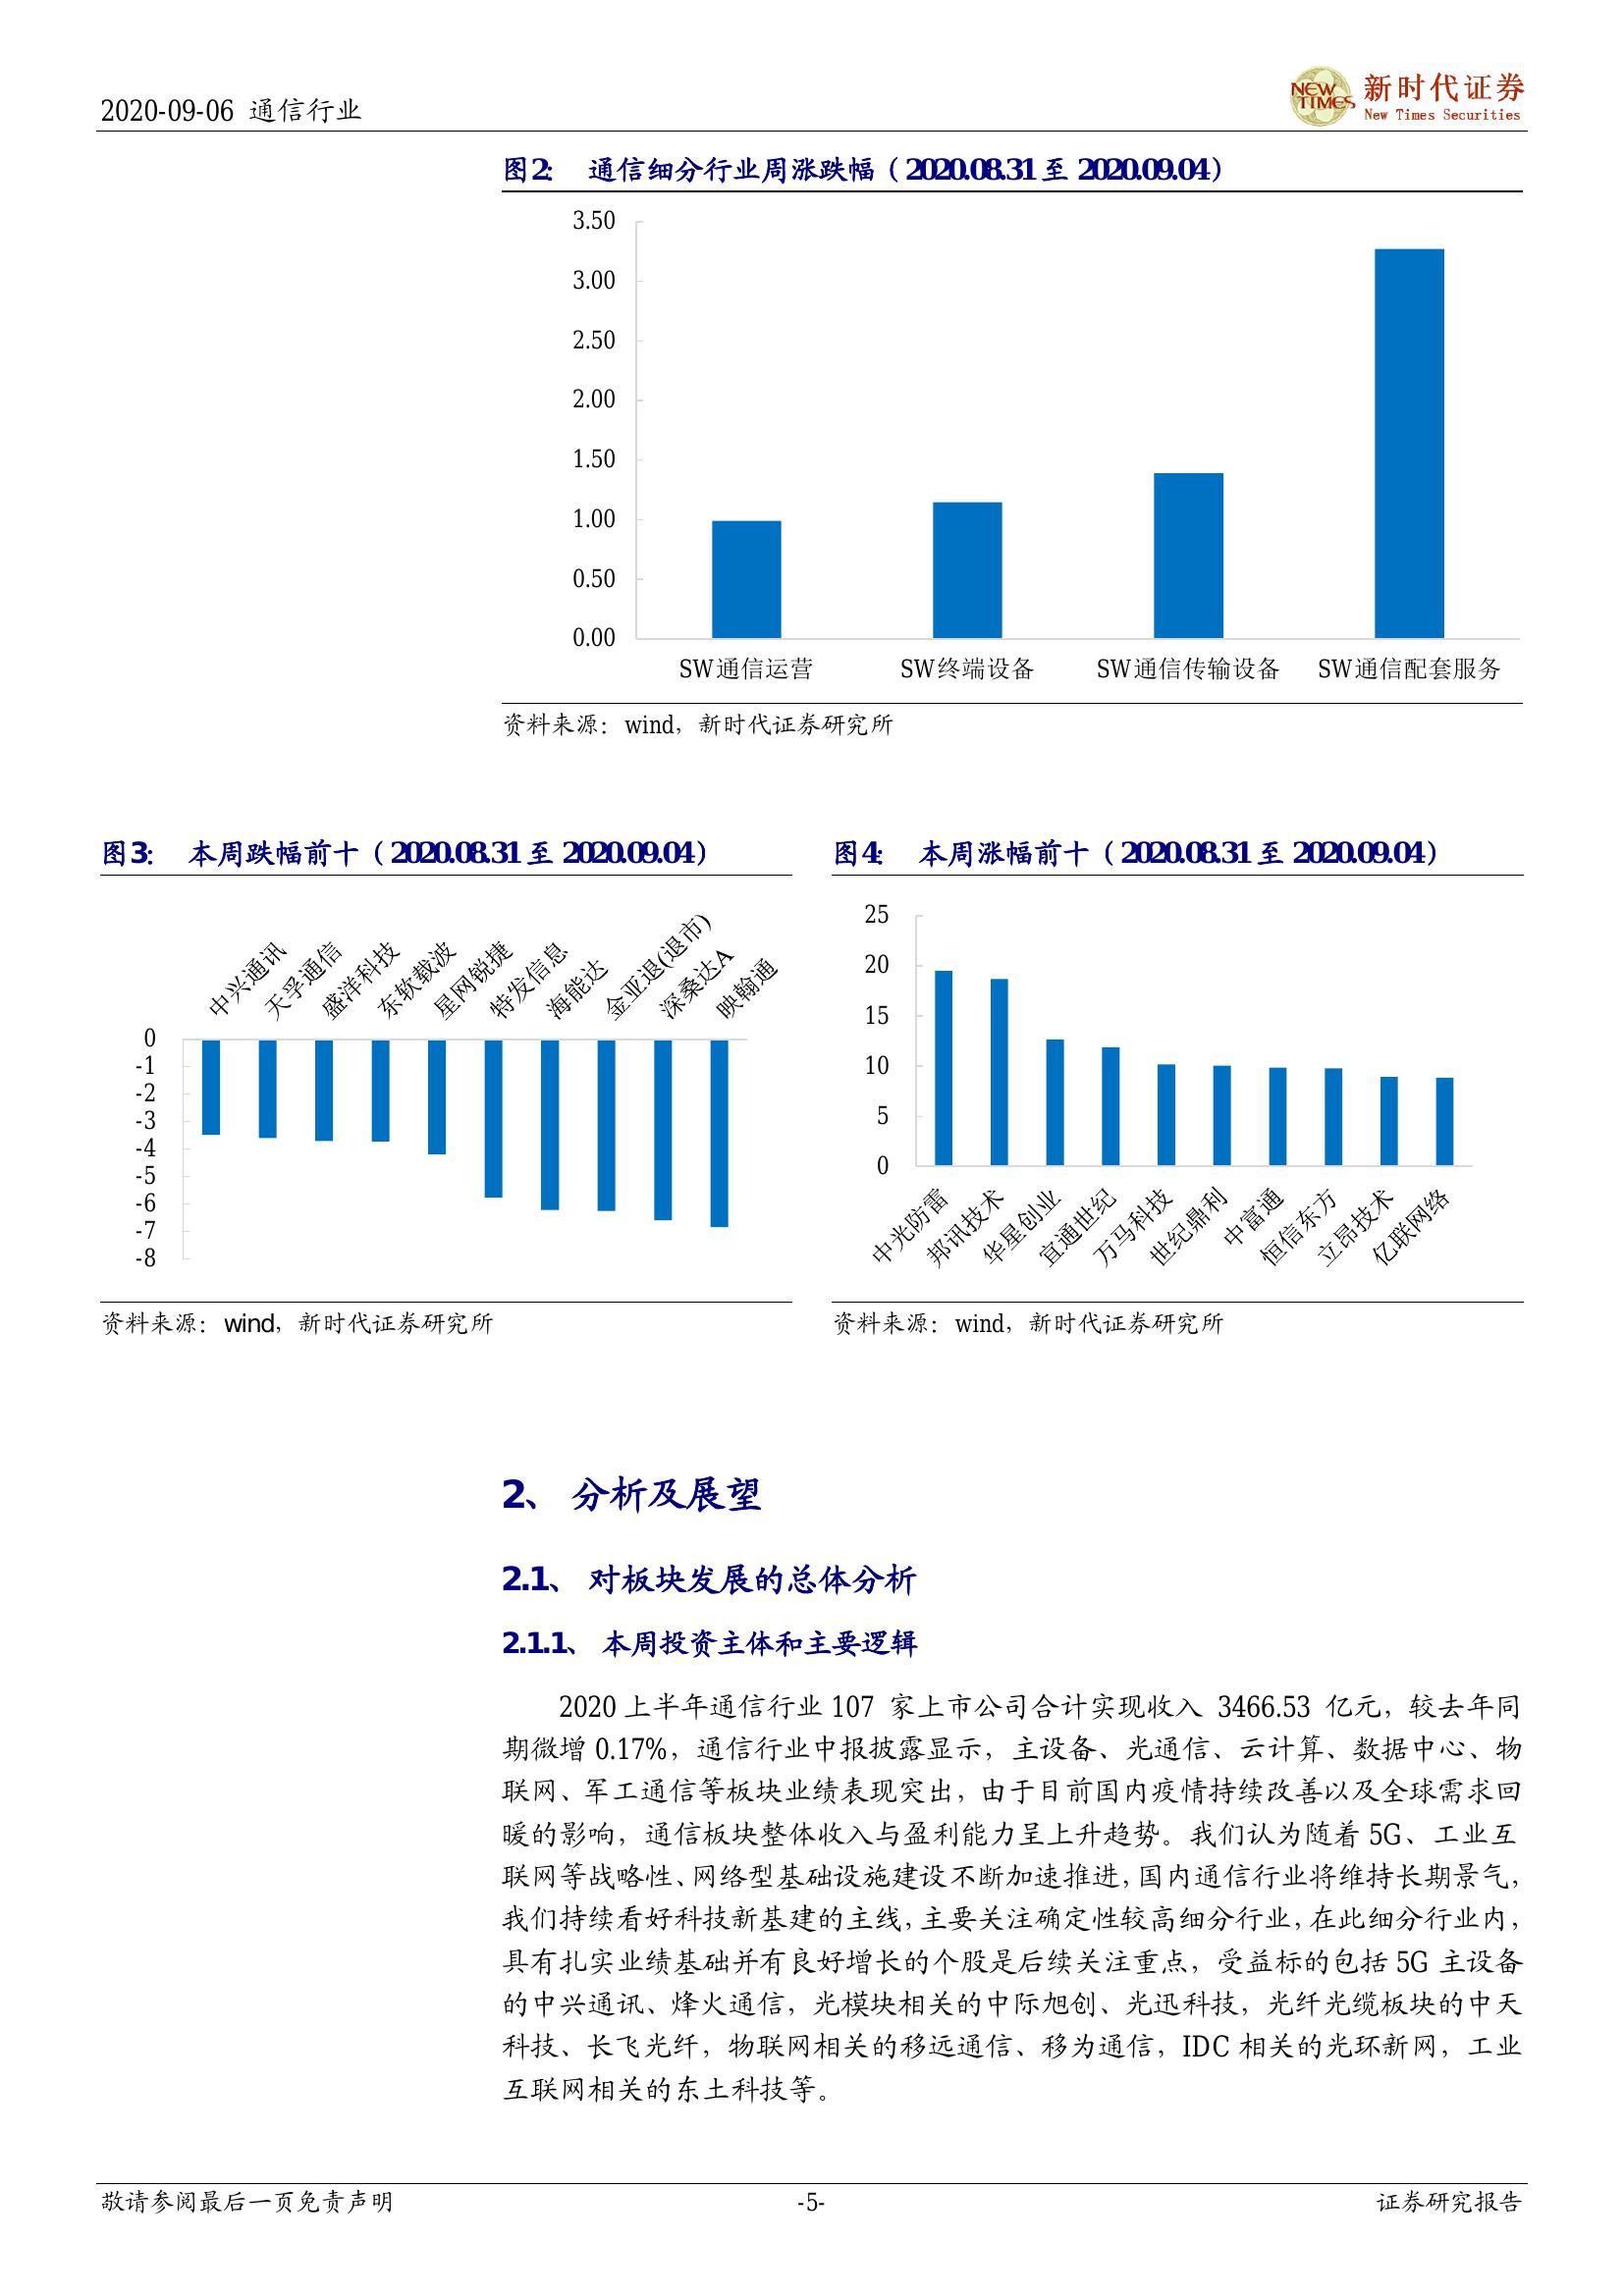 2020-09-06 通信行业
NEW TIMES
新时代证券
New Times Securities
图2: 通信细分行业周涨跌幅（2020.08.31至 2020.09.04）
3.50
3.00
2.50
2.00
1.50
1.00
0.50
0.00
SW通信运营 SW终端设备 SW通信传输设备 SW通信配套服务
资料来源：wind，新时代证券研究所
图3: 本周跌幅前十（2020.08.31至 2020.09.04）
中兴通讯 天孚通信 盛洋科技 东软载波 星网锐捷 特发信息 海能达 金亚退(退市) 深桑达A 映翰通
0
-1
-2
-3
-4
-5
-6
-7
-8
资料来源：wind，新时代证券研究所
图4: 本周涨幅前十（2020.08.31至 2020.09.04）
25
20
15
10
5
0
中光防雷 邦讯技术 华星创业 宜通世纪 万马科技 世纪鼎利 中富通 恒信东方 立昂技术 亿联网络
资料来源：wind，新时代证券研究所
2、 分析及展望
2.1、 对板块发展的总体分析
2.1.1、 本周投资主体和主要逻辑
2020上半年通信行业107 家上市公司合计实现收入 3466.53 亿元，较去年同
期微增0.17%，通信行业中报披露显示，主设备、光通信、云计算、数据中心、物
联网、军工通信等板块业绩表现突出，由于目前国内疫情持续改善以及全球需求回
暖的影响，通信板块整体收入与盈利能力呈上升趋势。我们认为随着5G、工业互
联网等战略性、网络型基础设施建设不断加速推进，国内通信行业将维持长期景气，
我们持续看好科技新基建的主线，主要关注确定性较高细分行业，在此细分行业内，
具有扎实业绩基础并有良好增长的个股是后续关注重点，受益标的包括5G 主设备
的中兴通讯、烽火通信，光模块相关的中际旭创、光迅科技，光纤光缆板块的中天
科技、长飞光纤，物联网相关的移远通信、移为通信，IDC 相关的光环新网，工业
互联网相关的东土科技等。
敬请参阅最后一页免责声明
-5-
证券研究报告